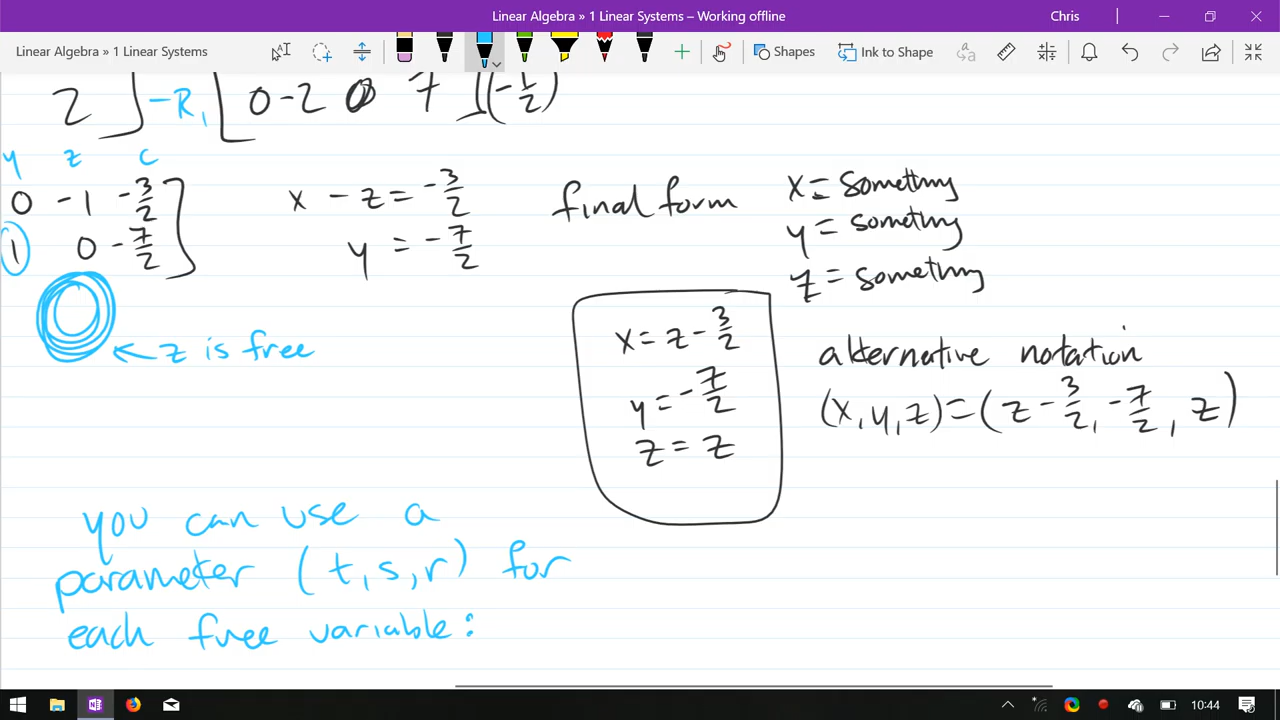 Linear Algebra » 1 Linear Systems – Working offline
Chris
Linear Algebra » 1 Linear Systems
Shapes
Ink to Shape
2 ] -R₁ [ 0 -2 0 7 ] (-1/2)
y z c
0 -1 -3/2
1 0 -7/2 ]
x - z = -3/2
y = -7/2
final form
x = something
y = something
z = something
← z is free
x = z - 3/2
y = -7/2
z = z
alternative notation
(x, y, z) = (z - 3/2, -7/2, z)
you can use a
parameter (t, s, r) for
each free variable:
10:44